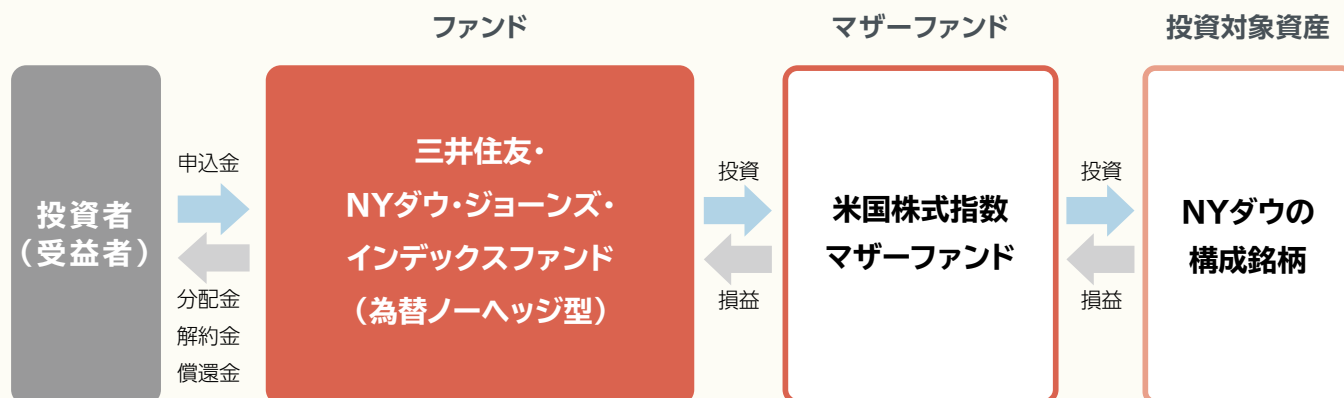 ファンド
マザーファンド
投資対象資産
投資者
（受益者）
申込金
分配金
解約金
償還金
三井住友・
NYダウ・ジョーンズ・
インデックスファンド
（為替ノーヘッジ型）
投資
損益
米国株式指数
マザーファンド
投資
損益
NYダウの
構成銘柄